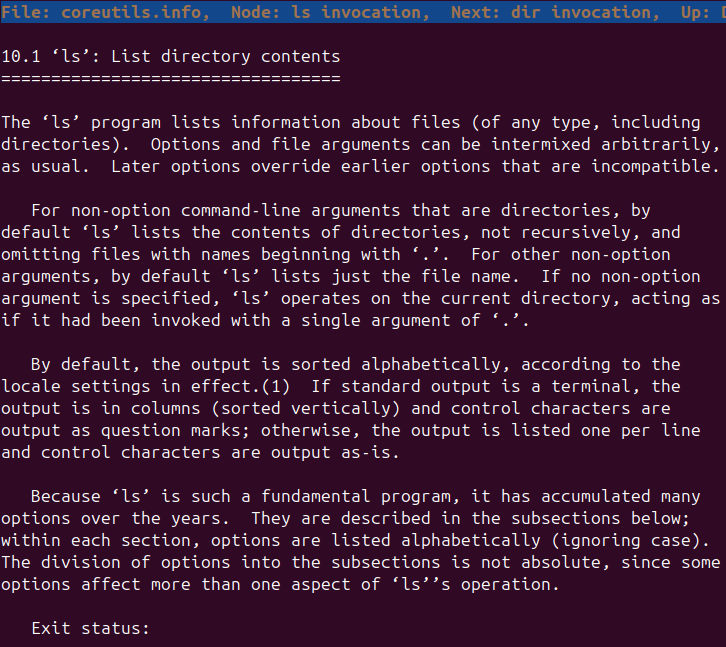 File: coreutils.info,  Node: ls invocation,  Next: dir invocation,  Up: D
10.1 ‘ls’: List directory contents
==================================
The ‘ls’ program lists information about files (of any type, including
directories).  Options and file arguments can be intermixed arbitrarily,
as usual.  Later options override earlier options that are incompatible.
For non-option command-line arguments that are directories, by
default ‘ls’ lists the contents of directories, not recursively, and
omitting files with names beginning with ‘.’.  For other non-option
arguments, by default ‘ls’ lists just the file name.  If no non-option
argument is specified, ‘ls’ operates on the current directory, acting as
if it had been invoked with a single argument of ‘.’.
By default, the output is sorted alphabetically, according to the
locale settings in effect.(1)  If standard output is a terminal, the
output is in columns (sorted vertically) and control characters are
output as question marks; otherwise, the output is listed one per line
and control characters are output as-is.
Because ‘ls’ is such a fundamental program, it has accumulated many
options over the years.  They are described in the subsections below;
within each section, options are listed alphabetically (ignoring case).
The division of options into the subsections is not absolute, since some
options affect more than one aspect of ‘ls’’s operation.
Exit status: